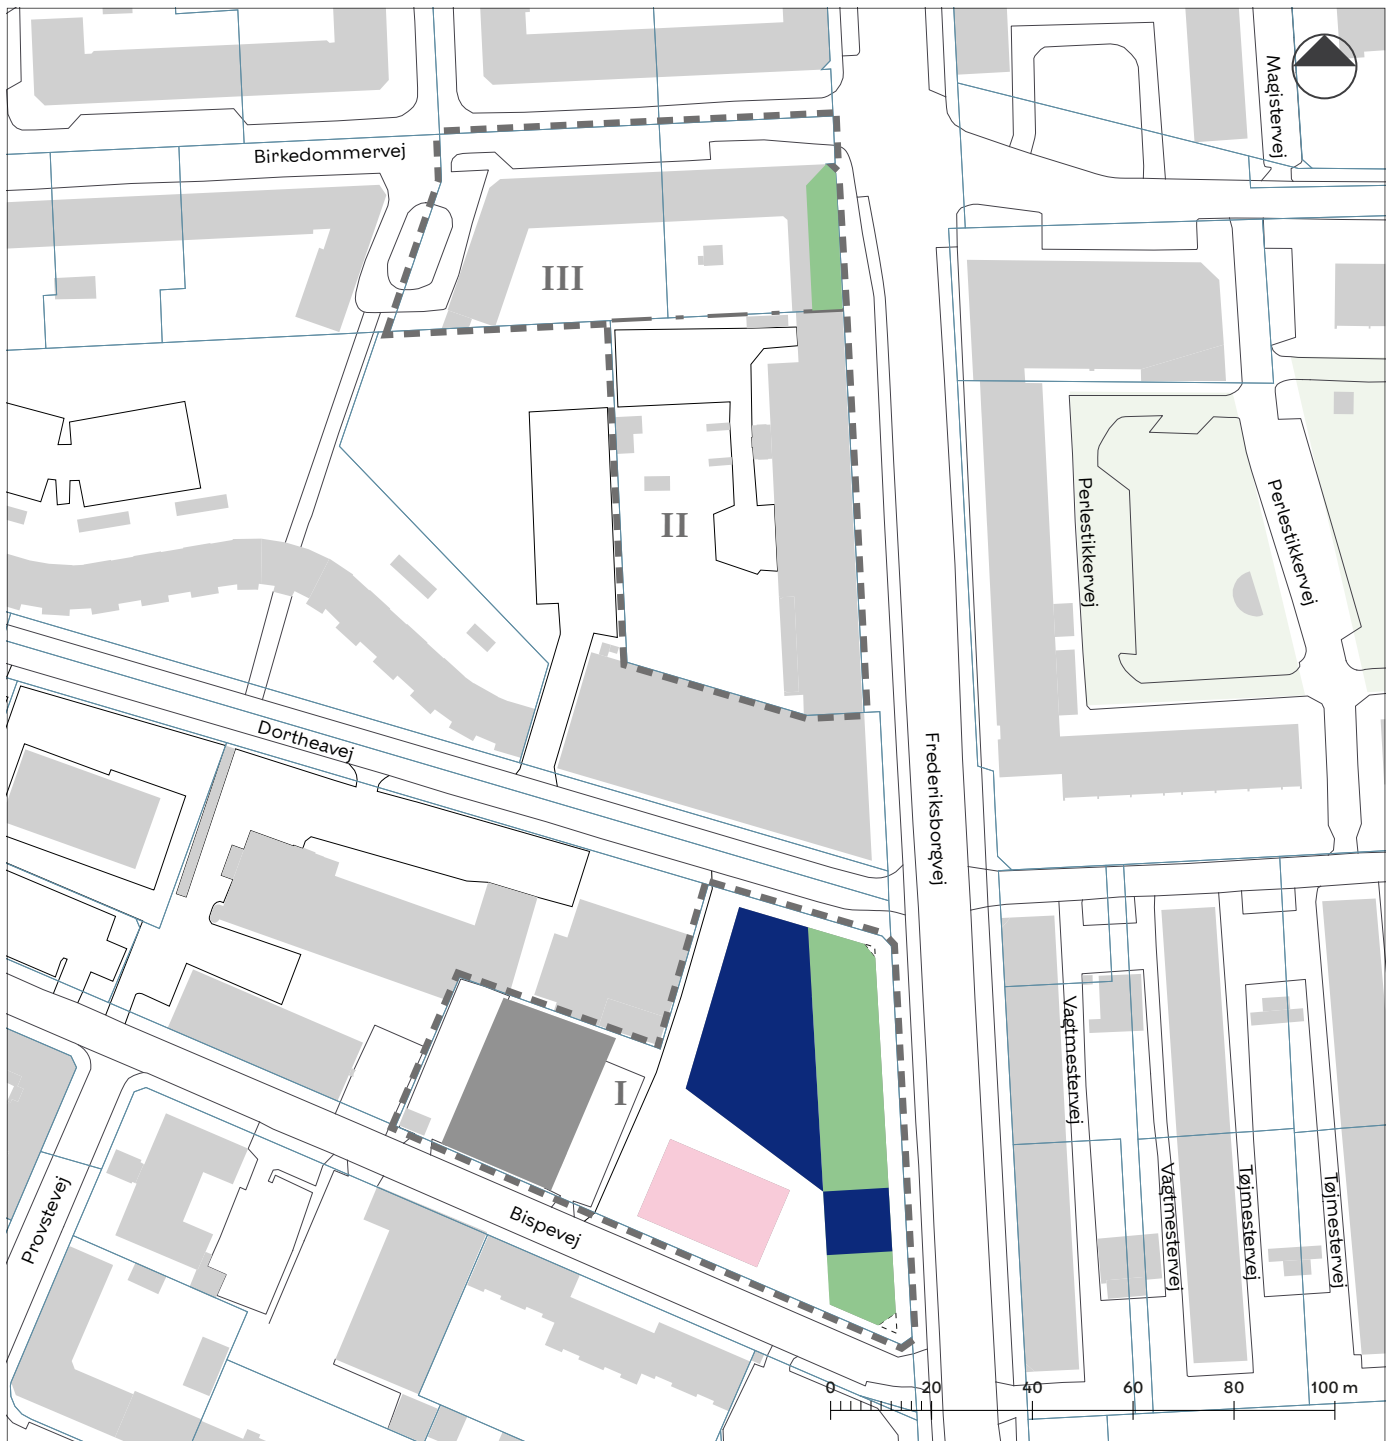 Magistervej
Birkedommervej
III
II
Perlestikkervej
Perlestikkervej
Dortheavej
Frederiksborgvej
I
Vagtmestervej
Vagtmestervej
Tøjmestervej
Tøjmestervej
Provstevej
Bispevej
0 20 40 60 80 100 m